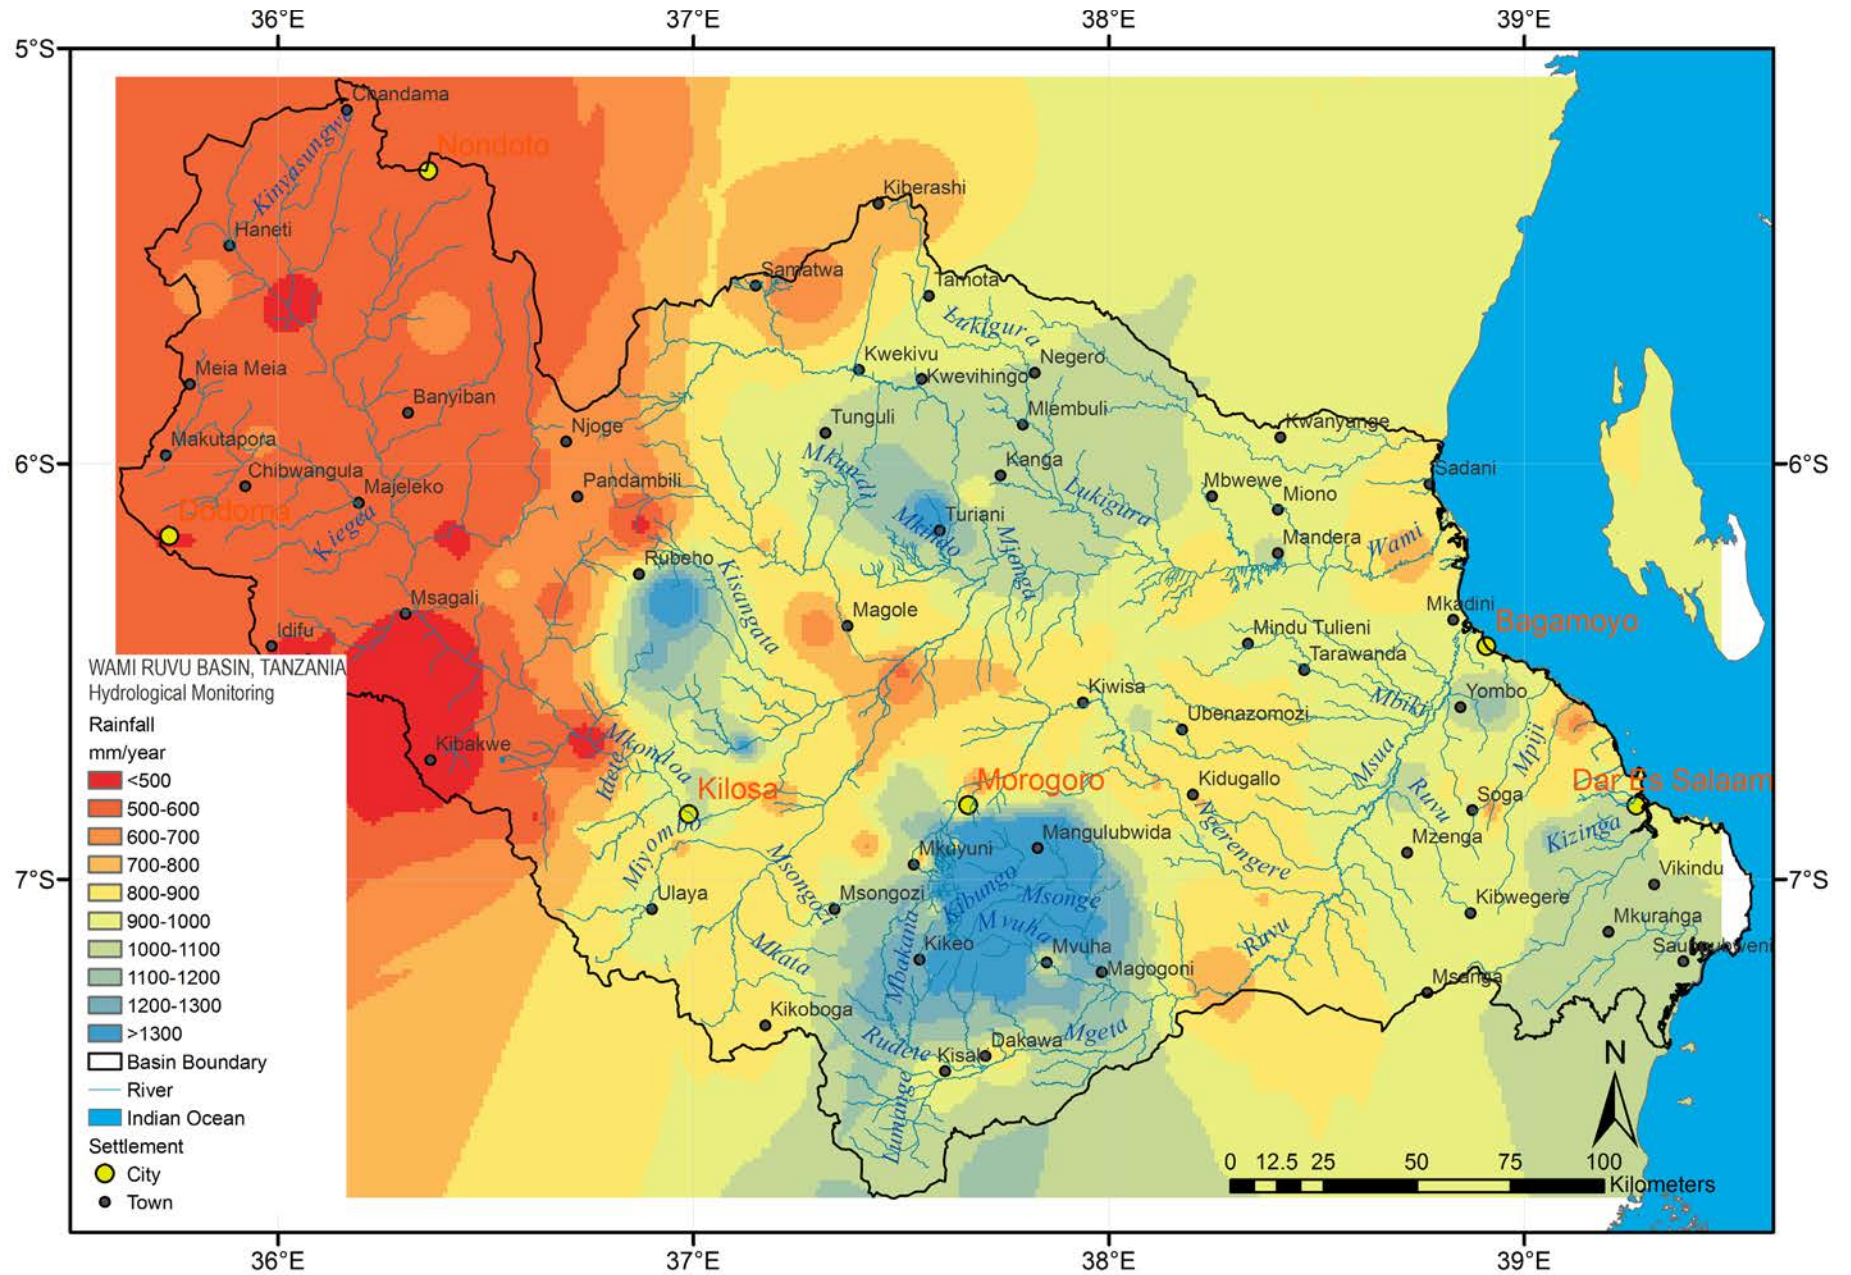 36°E
37°E
38°E
39°E
5°S
Chandama
Nondoto
Kinyasungwe
Kiberashi
Haneti
Samatwa
Tamota
Lukigura
Meia Meia
Kwekivu
Negero
Kwevihingo
Banyiban
Tunguli
Mlembuli
Njoge
Kwanyange
Makutapora
6°S
6°S
Chibwangula
Majeleko
Pandambili
Mkundi
Kanga
Lukigura
Mbwewe
Miono
Sadani
Dodoma
Kiegea
Mkindo
Turiani
Mjonga
Mandera
Wami
Rubeho
Kisangata
Msagali
Magole
Mkadini
Bagamoyo
Idifu
Mindu Tulieni
Tarawanda
WAMI RUVU BASIN, TANZANIA
Hydrological Monitoring
Rainfall
mm/year
<500
500-600
600-700
700-800
800-900
900-1000
1000-1100
1100-1200
1200-1300
>1300
Basin Boundary
River
Indian Ocean
Settlement
City
Town
Kiwisa
Mbiki
Yombo
Ubenazomozi
Kibakwe
Mkondoa
Idete
Msua
Mpiji
Kilosa
Morogoro
Kidugallo
Ruvu
Soga
Dar Es Salaam
Miyombo
Mangulubwida
Ngerengere
Mzenga
Kizinga
Mkuyuni
7°S
7°S
Msongozi
Ulaya
Msongozi
Kibungo
Msonge
Vikindu
Kibwegere
Mkuranga
Mvuha
Mkata
Mbakana
Kikeo
Mvuha
Magogoni
Ruvu
Msanga
Kikoboga
Rudete
Kisaki
Dakawa
Mgeta
Lumange
N
0 12.5 25 50 75 100
Kilometers
36°E
37°E
38°E
39°E